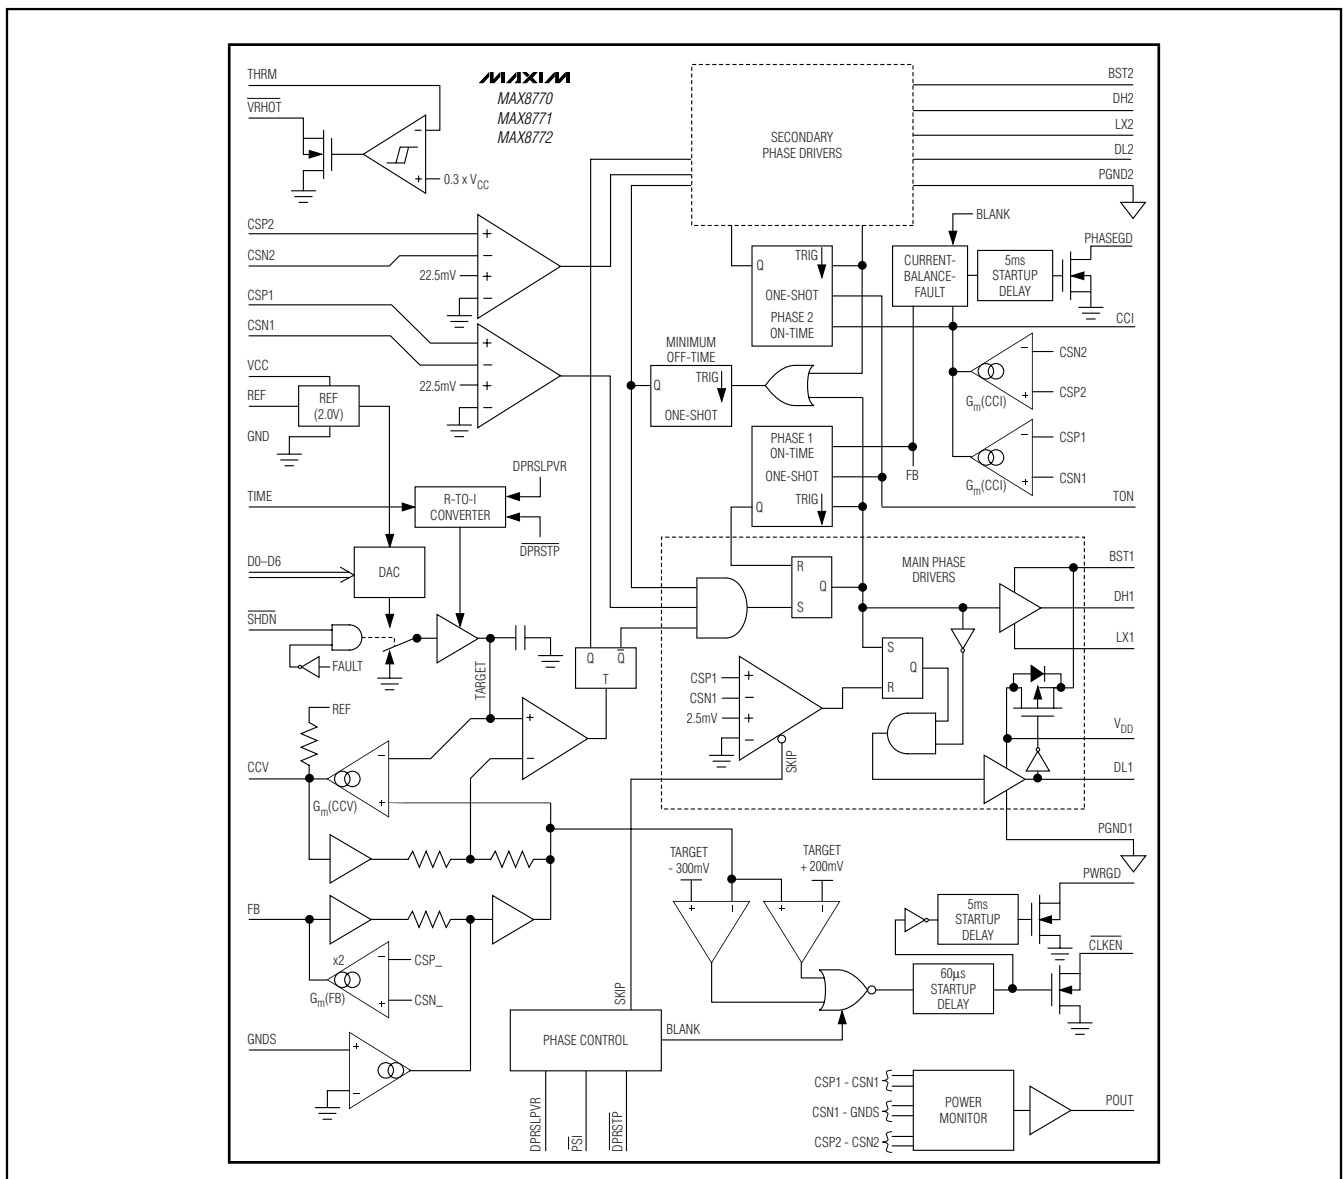 THRM
VRHOT
MAXIM
MAX8770
MAX8771
MAX8772
0.3 x VCC
SECONDARY
PHASE DRIVERS
BST2
DH2
LX2
DL2
PGND2
CSP2
CSN2
22.5mV
CSP1
CSN1
22.5mV
VCC
REF
REF
(2.0V)
GND
TRIG
Q
ONE-SHOT
PHASE 2
ON-TIME
BLANK
CURRENT-
BALANCE-
FAULT
5ms
STARTUP
DELAY
PHASEGD
CCI
CSN2
CSP2
Gm(CCI)
CSP1
CSN1
Gm(CCI)
MINIMUM
OFF-TIME
TRIG
Q
ONE-SHOT
PHASE 1
ON-TIME
ONE-SHOT
TRIG
Q
FB
TON
TIME
R-TO-I
CONVERTER
DPRSLPVR
DPRSTP
D0–D6
DAC
SHDN
FAULT
TARGET
Q
Q
T
MAIN PHASE
DRIVERS
R
Q
S
BST1
DH1
LX1
S
Q
R
CSP1
CSN1
2.5mV
SKIP
VDD
DL1
PGND1
REF
CCV
Gm(CCV)
FB
x2
CSP_
CSN_
Gm(FB)
GNDS
TARGET
- 300mV
TARGET
+ 200mV
5ms
STARTUP
DELAY
PWRGD
60µs
STARTUP
DELAY
CLKEN
SKIP
PHASE CONTROL
BLANK
DPRSLPVR
PSI
DPRSTP
CSP1 - CSN1
CSN1 - GNDS
CSP2 - CSN2
POWER
MONITOR
POUT